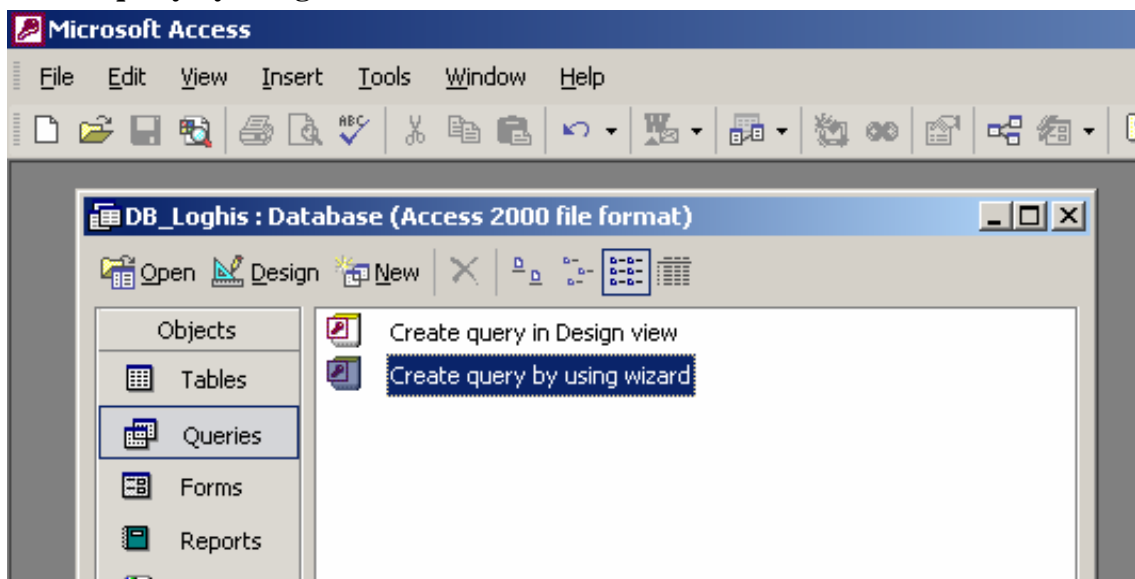 Microsoft Access
File Edit View Insert Tools Window Help
ABC
DB_Loghis : Database (Access 2000 file format)
Open Design New
Objects
Create query in Design view
Tables
Create query by using wizard
Queries
Forms
Reports